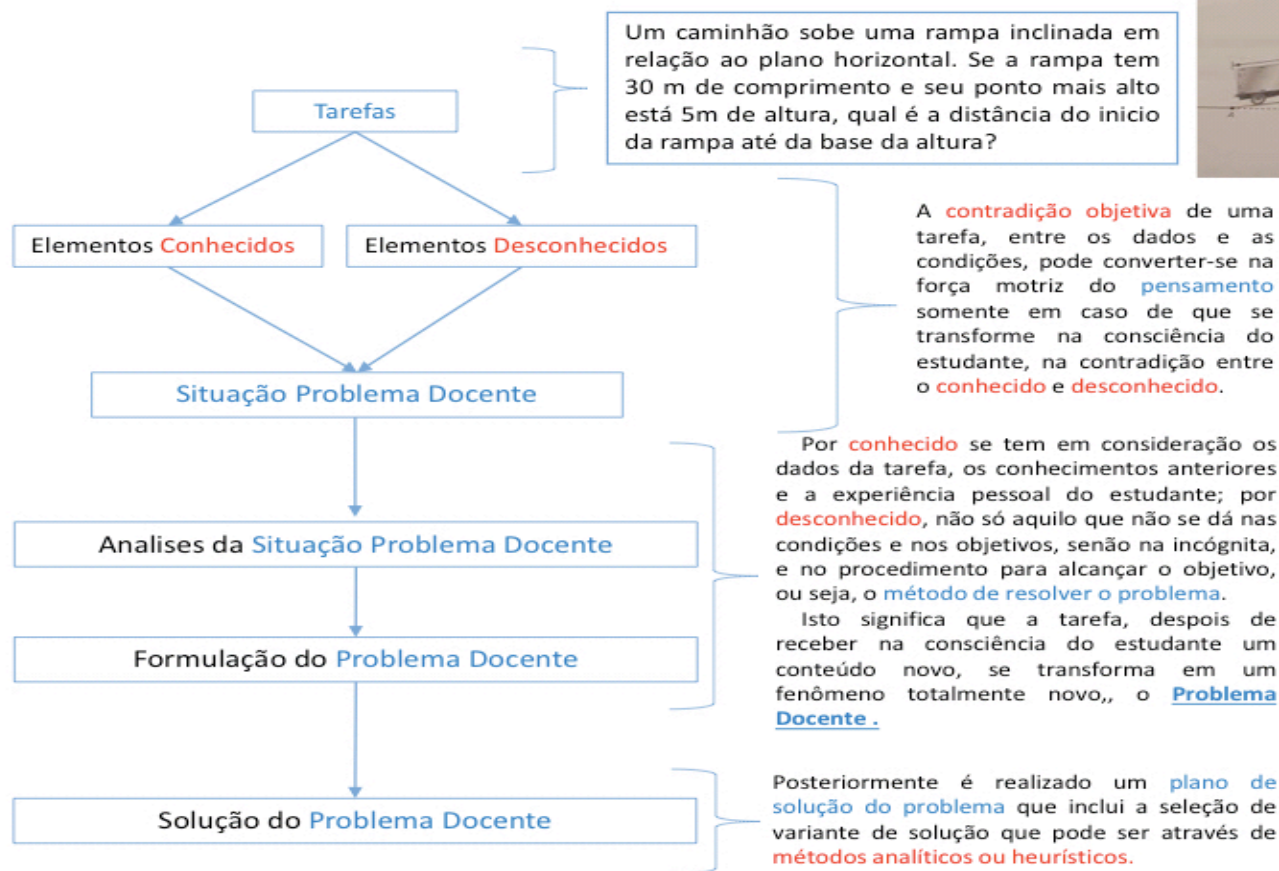 Um caminhão sobe uma rampa inclinada em
relação ao plano horizontal. Se a rampa tem
30 m de comprimento e seu ponto mais alto
está 5m de altura, qual é a distância do inicio
da rampa até da base da altura?
Tarefas
Elementos Conhecidos
Elementos Desconhecidos
A contradição objetiva de uma
tarefa, entre os dados e as
condições, pode converter-se na
força motriz do pensamento
somente em caso de que se
transforme na consciência do
estudante, na contradição entre
o conhecido e desconhecido.
Situação Problema Docente
Por conhecido se tem em consideração os
dados da tarefa, os conhecimentos anteriores
e a experiência pessoal do estudante; por
desconhecido, não só aquilo que não se dá nas
condições e nos objetivos, senão na incógnita,
e no procedimento para alcançar o objetivo,
ou seja, o método de resolver o problema.
Isto significa que a tarefa, despois de
receber na consciência do estudante um
conteúdo novo, se transforma em um
fenômeno totalmente novo,, o Problema
Docente .
Analises da Situação Problema Docente
Formulação do Problema Docente
Solução do Problema Docente
Posteriormente é realizado um plano de
solução do problema que inclui a seleção de
variante de solução que pode ser através de
métodos analíticos ou heurísticos.